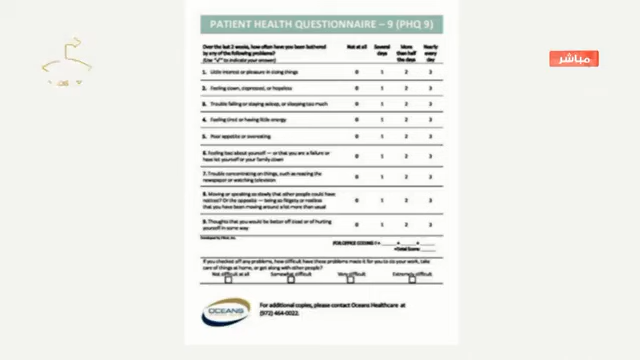 PATIENT HEALTH QUESTIONNAIRE – 9 (PHQ 9)
مباشر
Over the last 2 weeks, how often have you been bothered by any of the following problems?
(Use "✓" to indicate your answer)
Not at all
Several days
More than half the days
Nearly every day
1. Little interest or pleasure in doing things 0 1 2 3
2. Feeling down, depressed, or hopeless 0 1 2 3
3. Trouble falling or staying asleep, or sleeping too much 0 1 2 3
4. Feeling tired or having little energy 0 1 2 3
5. Poor appetite or overeating 0 1 2 3
6. Feeling bad about yourself — or that you are a failure or
have let yourself or your family down 0 1 2 3
7. Trouble concentrating on things, such as reading the
newspaper or watching television 0 1 2 3
8. Moving or speaking so slowly that other people could have
noticed? Or the opposite — being so fidgety or restless
that you have been moving around a lot more than usual 0 1 2 3
9. Thoughts that you would be better off dead or of hurting
yourself in some way 0 1 2 3
FOR OFFICE CODING
=Total Score:
If you checked off any problems, how difficult have these problems made it for you to do your work, take
care of things at home, or get along with other people?
Not difficult at all
Somewhat difficult
Very difficult
Extremely difficult
OCEANS
For additional copies, please contact Oceans Healthcare at
(972) 464-0022.